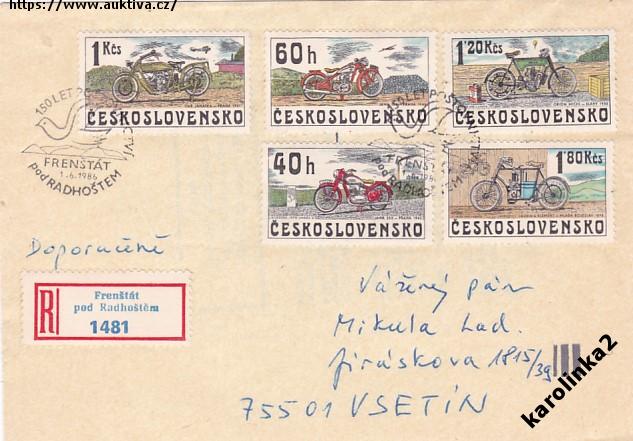 https://www.auktiva.cz/
1 Kčs
ČESKOSLOVENSKO
60 h
ČESKOSLOVENSKO
1'20 Kčs
ČESKOSLOVENSKO
40 h
ČESKOSLOVENSKO
1'80 Kčs
ČESKOSLOVENSKO
150 LET
FRENŠTÁT
1.6.1986
pod RADHOŠTĚM
Doporučeně
R
Frenštát
pod Radhoštěm
1481
Vážený pán
Mikula Lad.
Jiráskova 1815/39
75501 VSETÍN
karolinka2